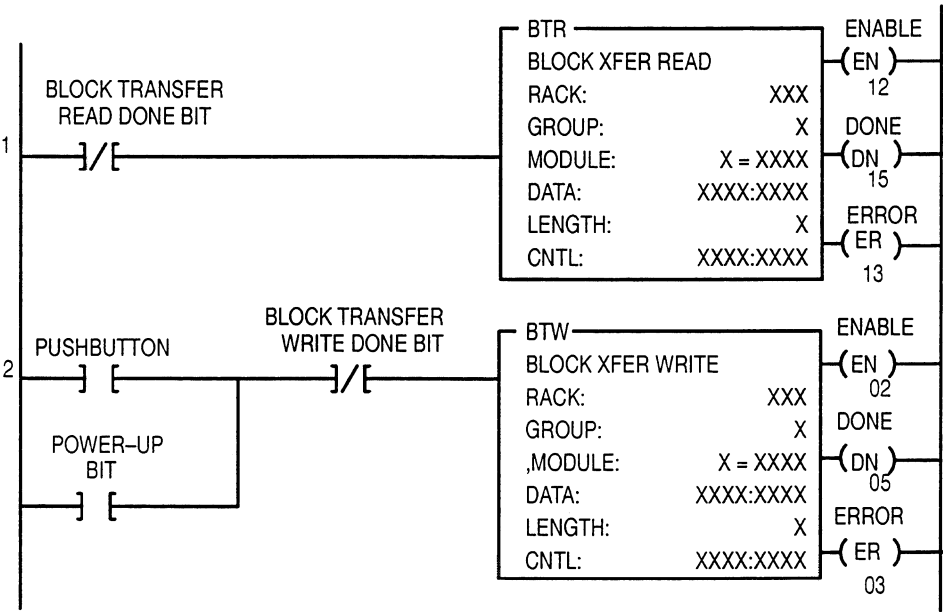 BTR
BLOCK XFER READ
RACK: XXX
GROUP: X
MODULE: X = XXXX
DATA: XXXX:XXXX
LENGTH: X
CNTL: XXXX:XXXX
ENABLE
EN
12
DONE
DN
15
ERROR
ER
13
BLOCK TRANSFER
READ DONE BIT
1
BLOCK TRANSFER
WRITE DONE BIT
PUSHBUTTON
2
POWER–UP
BIT
BTW
BLOCK XFER WRITE
RACK: XXX
GROUP: X
,MODULE: X = XXXX
DATA: XXXX:XXXX
LENGTH: X
CNTL: XXXX:XXXX
ENABLE
EN
02
DONE
DN
05
ERROR
ER
03